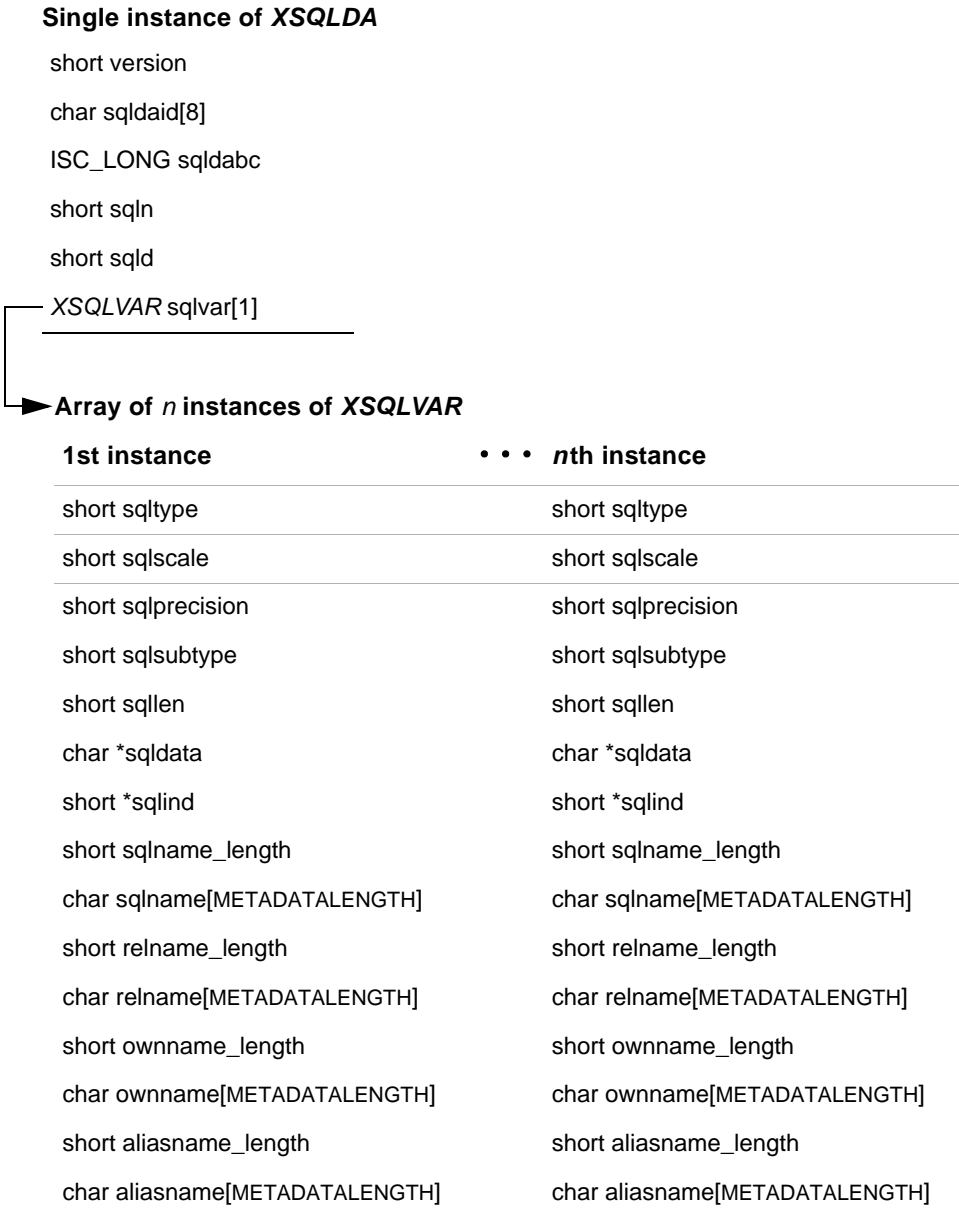 Single instance of XSQLDA
short version
char sqldaid[8]
ISC_LONG sqldabc
short sqln
short sqld
XSQLVAR sqlvar[1]
Array of n instances of XSQLVAR
1st instance • • • nth instance
short sqltype short sqltype
short sqlscale short sqlscale
short sqlprecision short sqlprecision
short sqlsubtype short sqlsubtype
short sqllen short sqllen
char *sqldata char *sqldata
short *sqlind short *sqlind
short sqlname_length short sqlname_length
char sqlname[METADATALENGTH] char sqlname[METADATALENGTH]
short relname_length short relname_length
char relname[METADATALENGTH] char relname[METADATALENGTH]
short ownname_length short ownname_length
char ownname[METADATALENGTH] char ownname[METADATALENGTH]
short aliasname_length short aliasname_length
char aliasname[METADATALENGTH] char aliasname[METADATALENGTH]